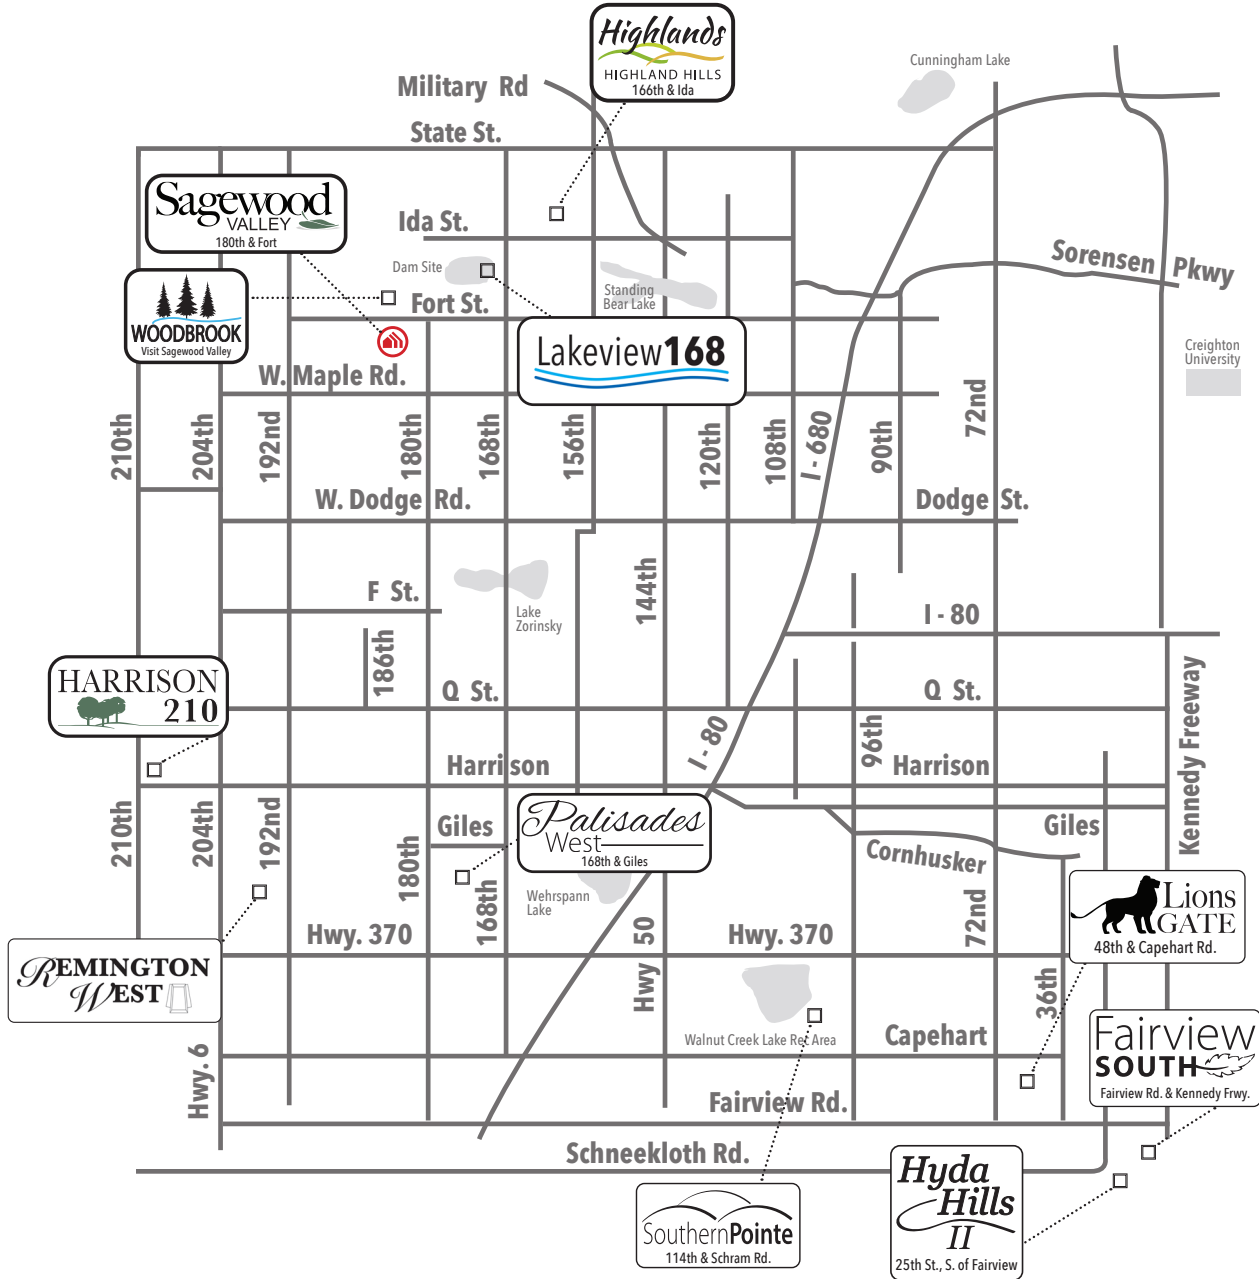 Highlands
HIGHLAND HILLS
166th & Ida
Cunningham Lake
Military Rd
State St.
Sagewood
VALLEY
180th & Fort
Ida St.
Dam Site
Sorensen Pkwy
Standing
Bear Lake
Fort St.
WOODBROOK
Visit Sagewood Valley
Lakeview168
Creighton
University
W. Maple Rd.
210th
204th
192nd
180th
168th
156th
120th
108th
I - 680
90th
72nd
W. Dodge Rd.
Dodge St.
F St.
Lake
Zorinsky
144th
I - 80
186th
Q St.
Q St.
HARRISON
210
I - 80
96th
Kennedy Freeway
Harrison
Harrison
210th
204th
192nd
180th
Giles
168th
Palisades
West
168th & Giles
Giles
Cornhusker
Wehrspann
Lake
Lions
GATE
48th & Capehart Rd.
72nd
Hwy. 370
Hwy 50
Hwy. 370
REMINGTON
WEST
36th
Walnut Creek Lake Rec Area
Capehart
Fairview
SOUTH
Fairview Rd. & Kennedy Frwy.
Hwy. 6
Fairview Rd.
Schneekloth Rd.
Hyda
Hills
II
25th St., S. of Fairview
SouthernPointe
114th & Schram Rd.